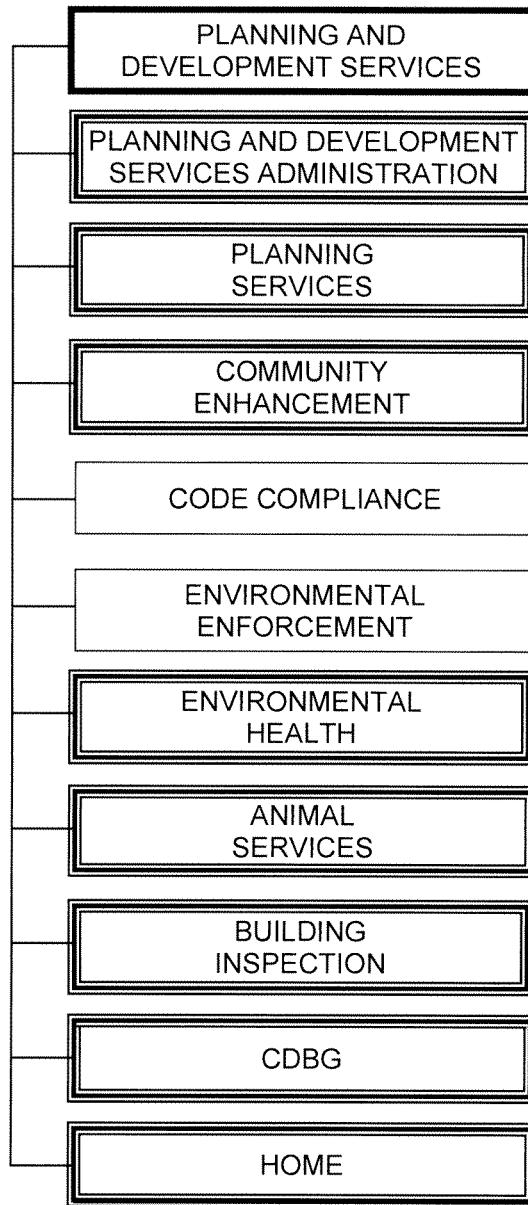 PLANNING AND
DEVELOPMENT SERVICES
PLANNING AND DEVELOPMENT
SERVICES ADMINISTRATION
PLANNING
SERVICES
COMMUNITY
ENHANCEMENT
CODE COMPLIANCE
ENVIRONMENTAL
ENFORCEMENT
ENVIRONMENTAL
HEALTH
ANIMAL
SERVICES
BUILDING
INSPECTION
CDBG
HOME